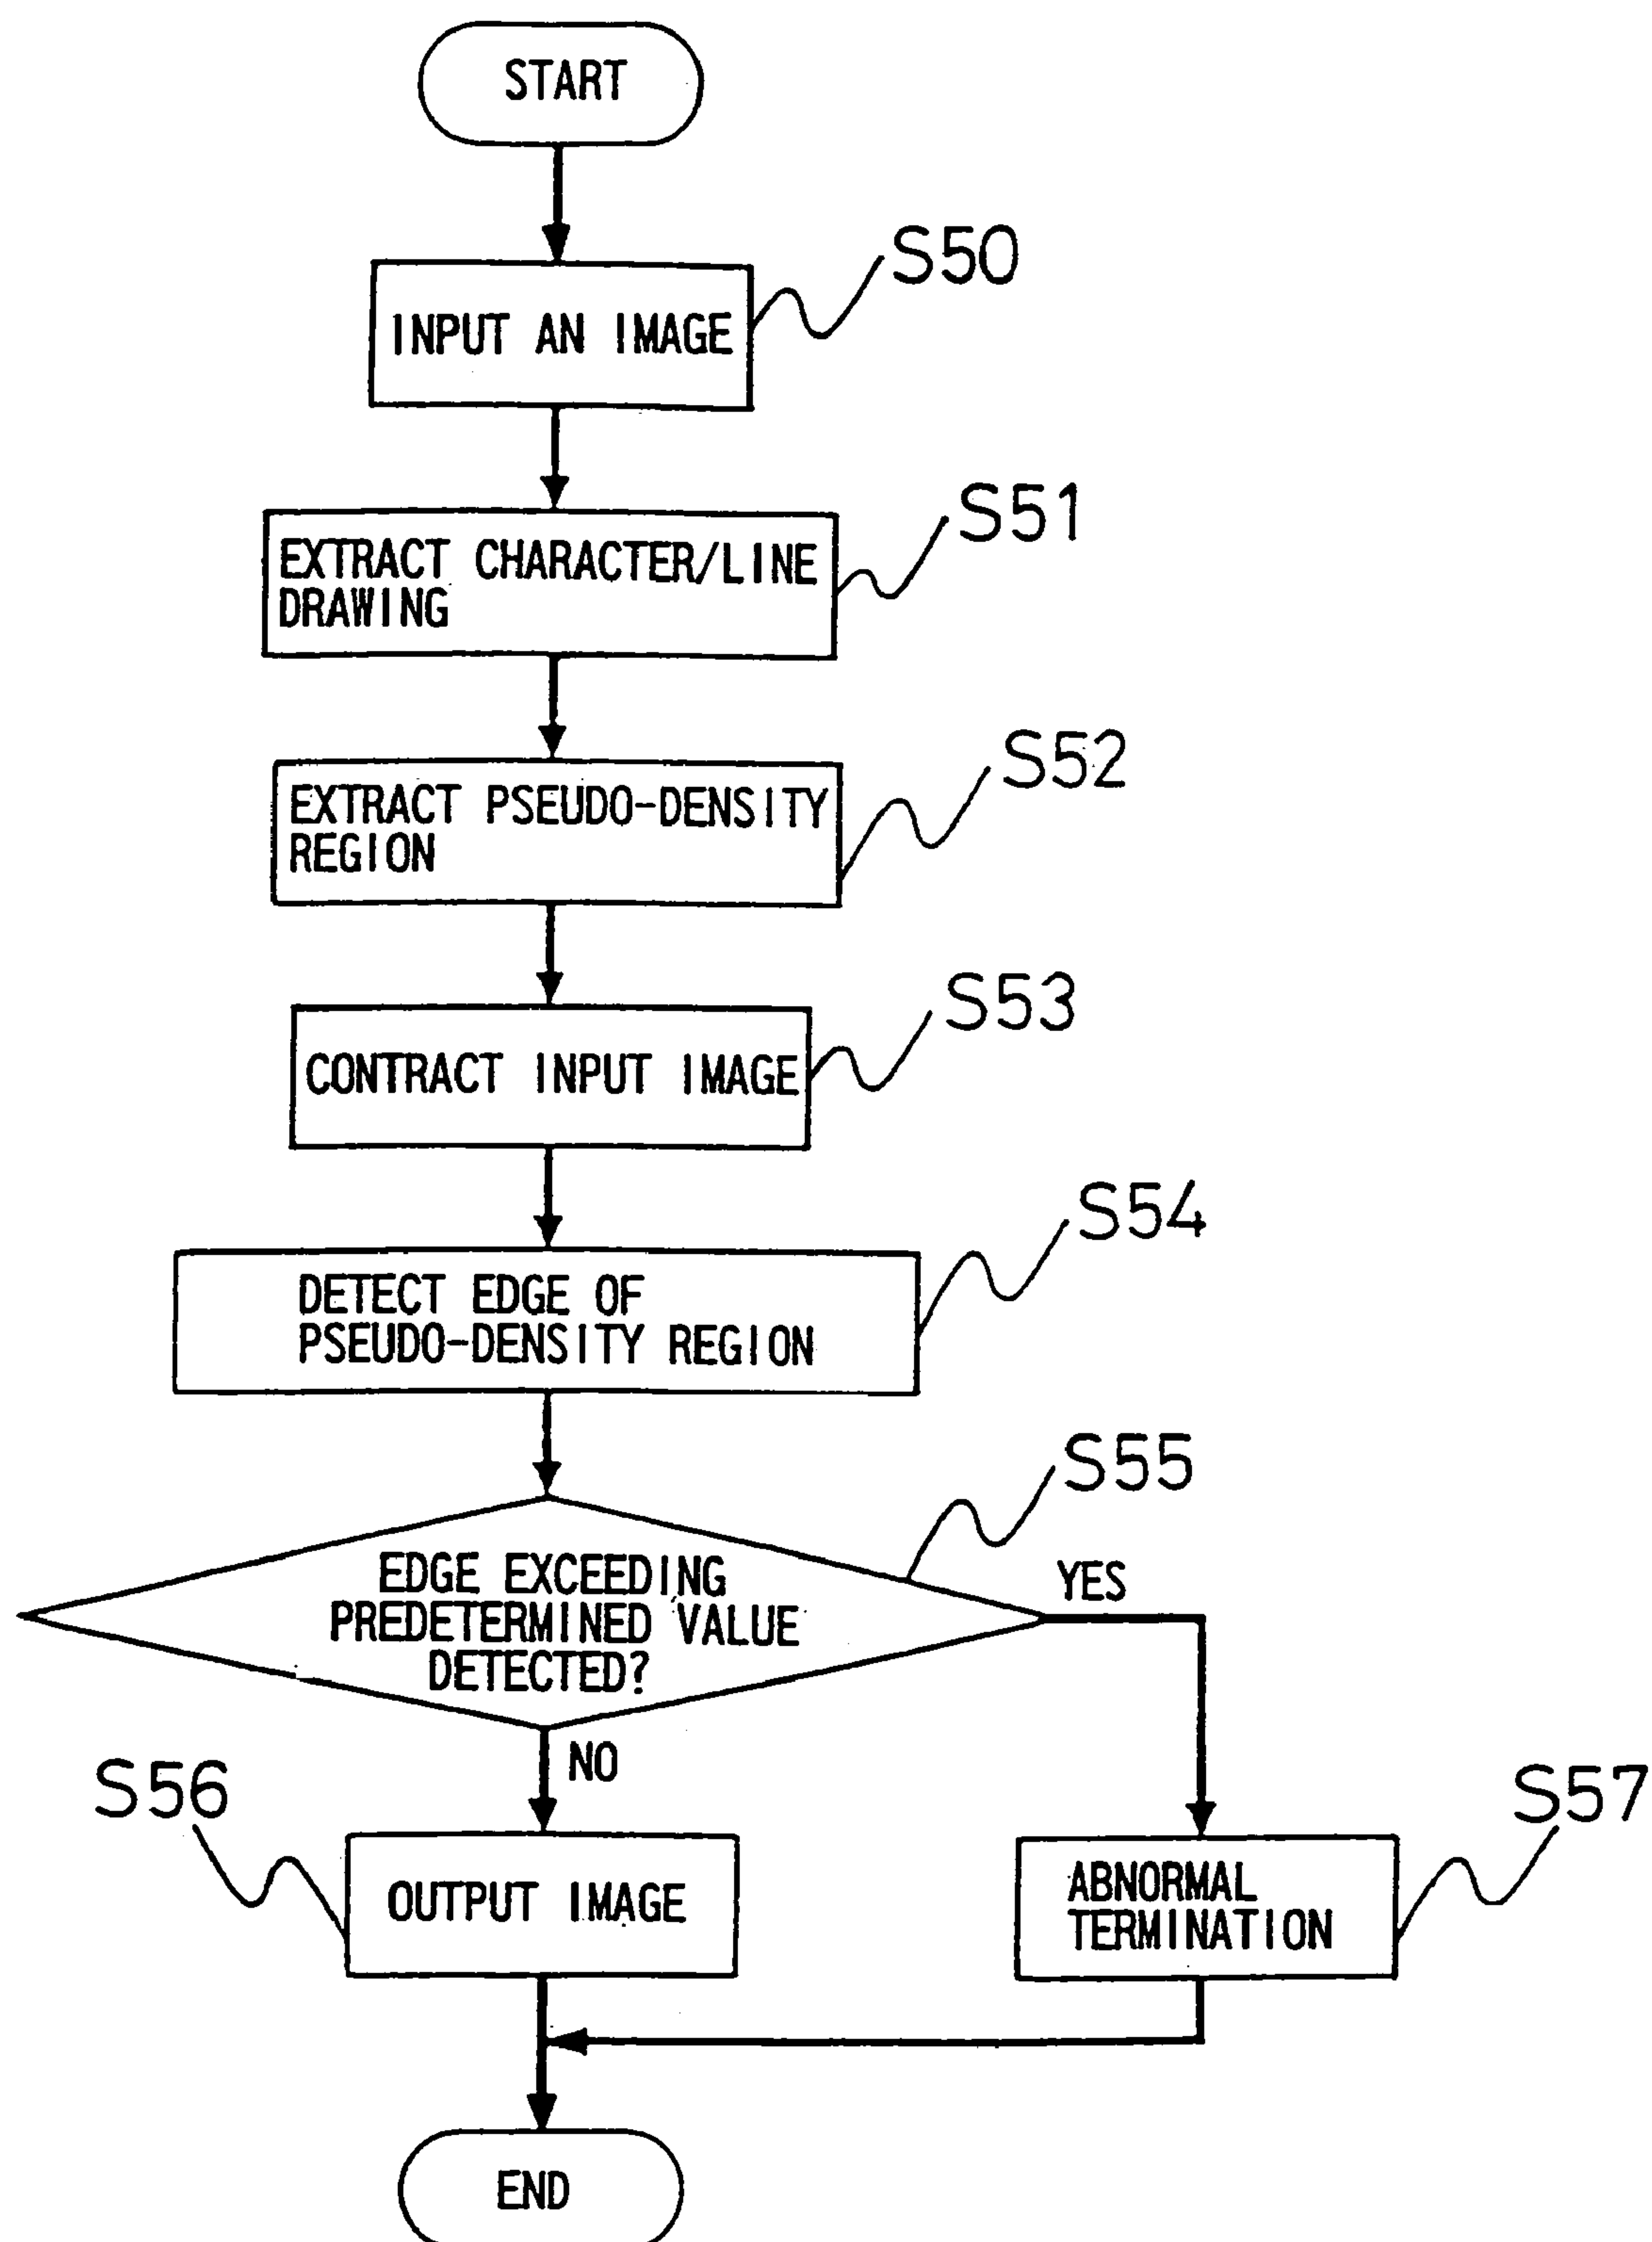 START
S50
INPUT AN IMAGE
S51
EXTRACT CHARACTER/LINE
DRAWING
S52
EXTRACT PSEUDO-DENSITY
REGION
S53
CONTRACT INPUT IMAGE
S54
DETECT EDGE OF
PSEUDO-DENSITY REGION
S55
EDGE EXCEEDING
PREDETERMINED VALUE
DETECTED?
YES
NO
S56
OUTPUT IMAGE
S57
ABNORMAL
TERMINATION
END